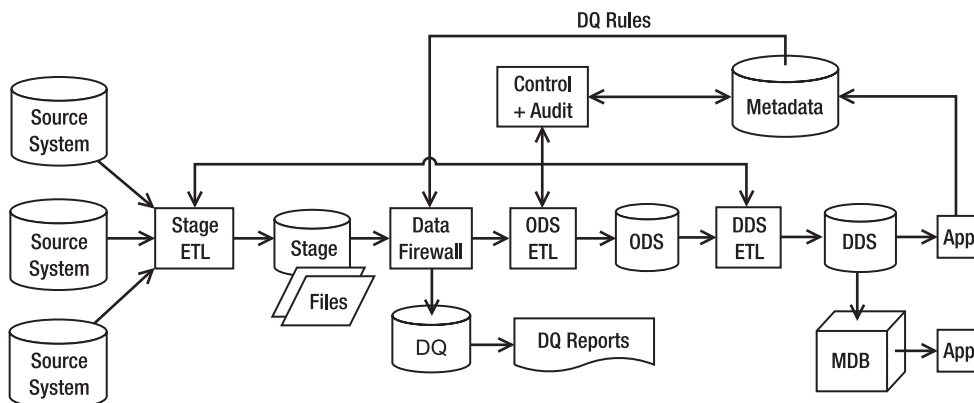 DQ Rules
Control
+ Audit
Metadata
Source
System
Source
System
Source
System
Stage
ETL
Stage
Files
Data
Firewall
ODS
ETL
ODS
DDS
ETL
DDS
App
DQ
DQ Reports
MDB
App